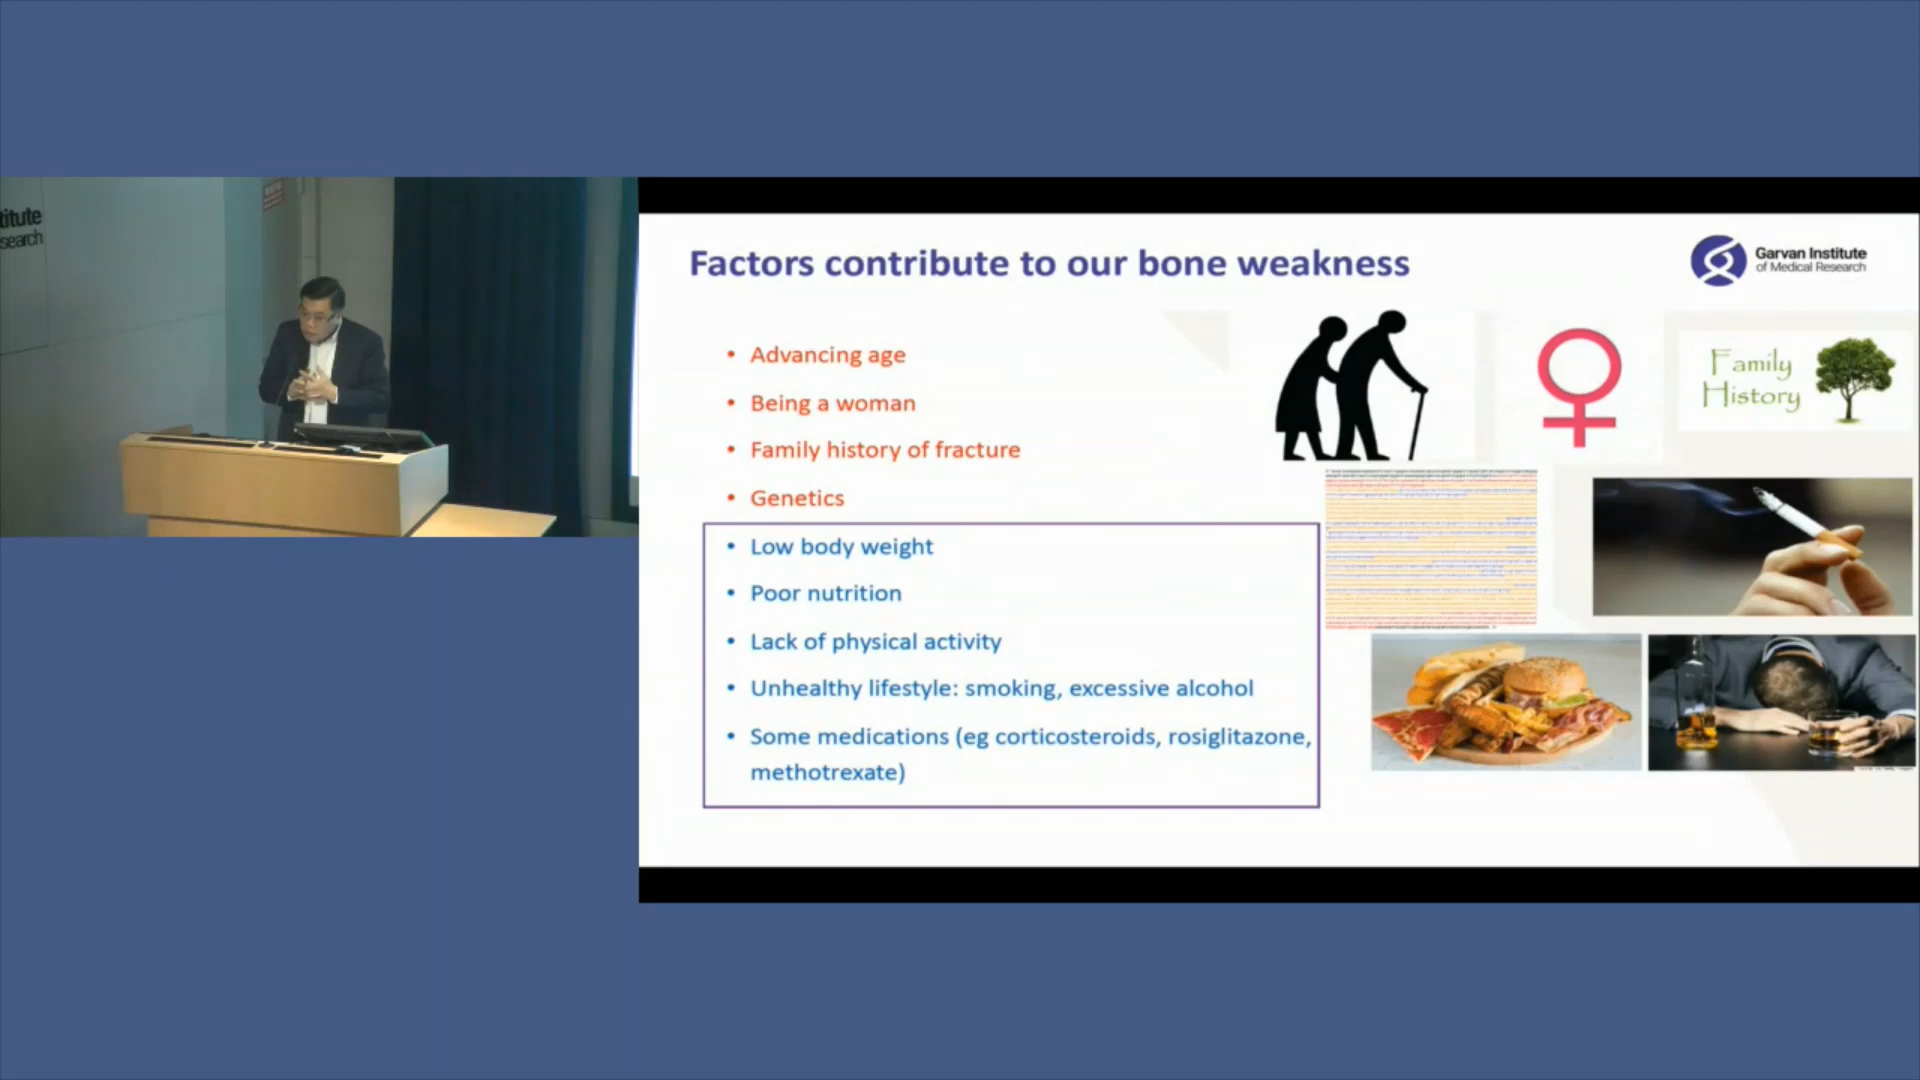 titute
search
Factors contribute to our bone weakness
Garvan Institute
of Medical Research
• Advancing age
• Being a woman
• Family history of fracture
• Genetics
• Low body weight
• Poor nutrition
• Lack of physical activity
• Unhealthy lifestyle: smoking, excessive alcohol
• Some medications (eg corticosteroids, rosiglitazone,
methotrexate)
Family
History